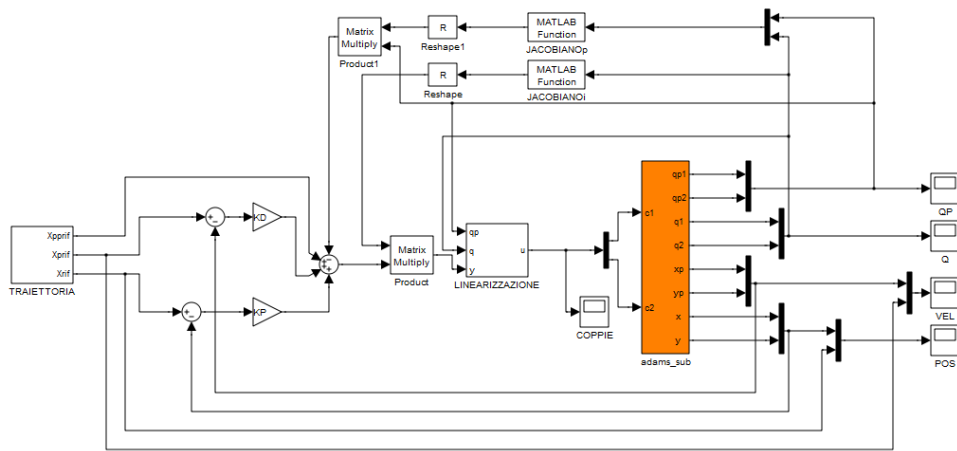 Matrix
Multiply
Product1
R
Reshape1
MATLAB
Function
JACOBIANOp
R
Reshape
MATLAB
Function
JACOBIANOi
Xpprif
Xprif
Xrif
TRAIETTORIA
KD
KP
Matrix
Multiply
Product
qp
q
y
u
LINEARIZZAZIONE
COPPIE
c1
c2
qp1
qp2
q1
q2
xp
yp
x
y
adams_sub
QP
Q
VEL
POS